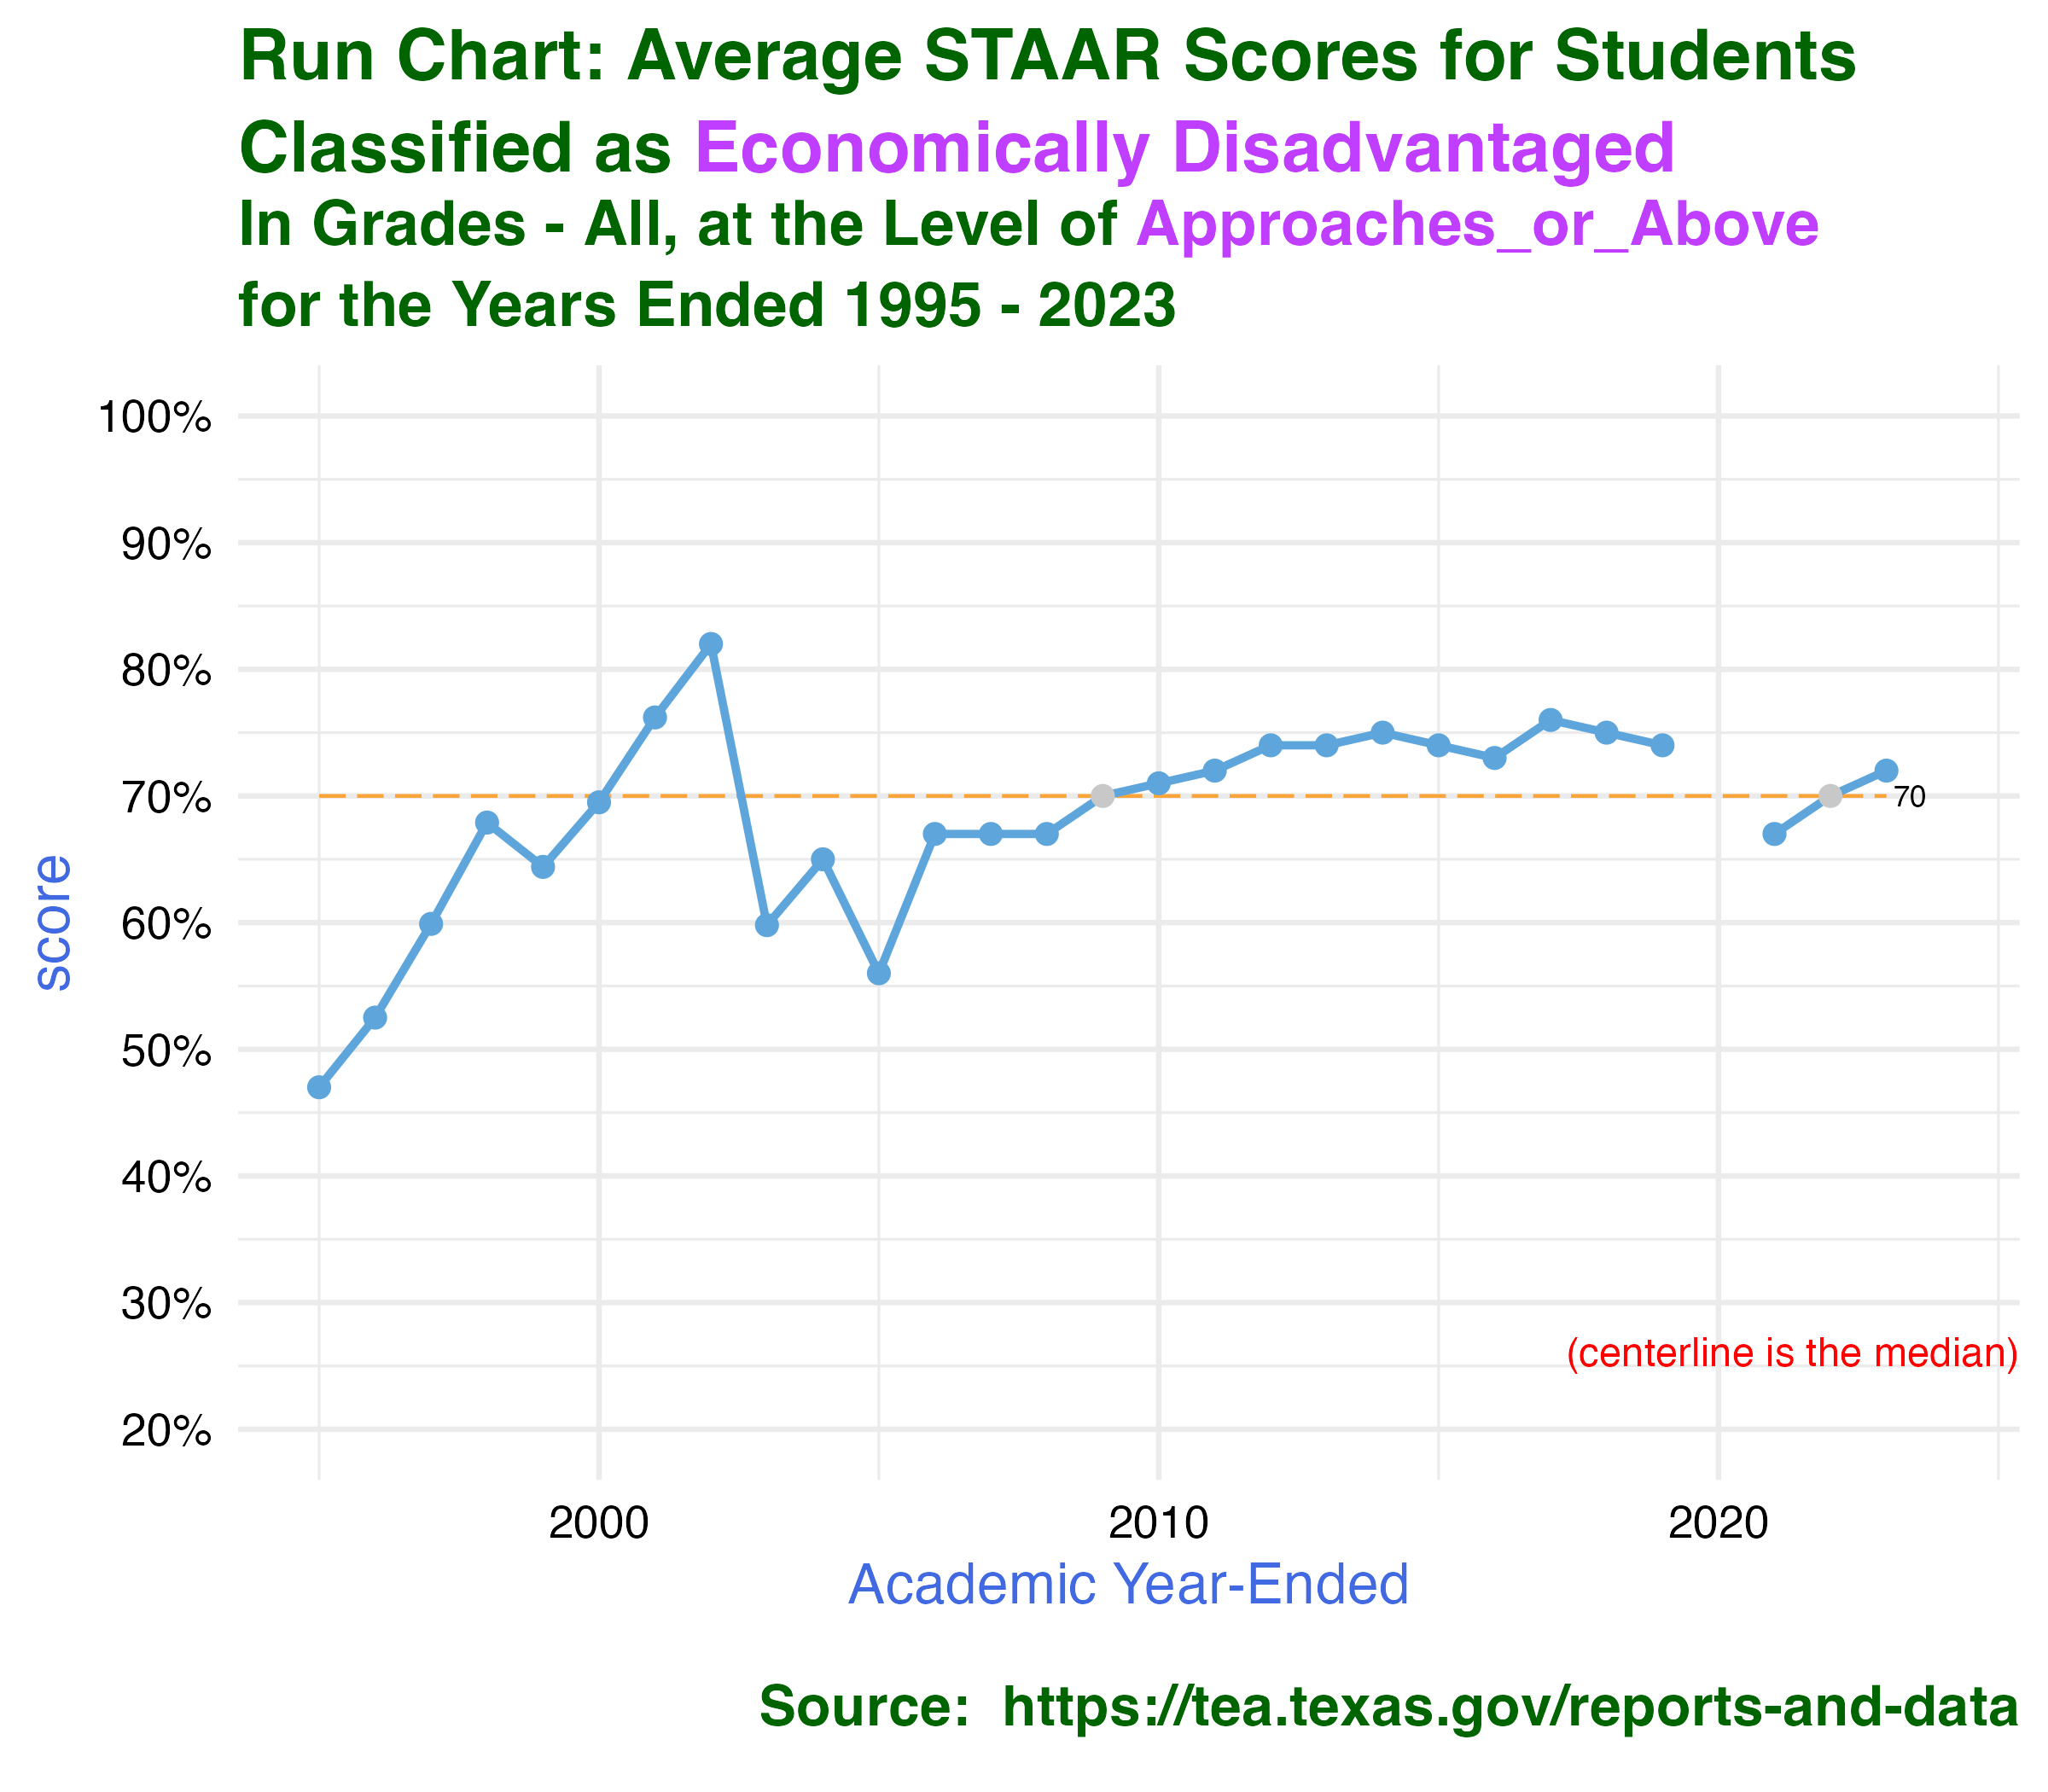 Run Chart: Average STAAR Scores for Students
Classified as Economically Disadvantaged
In Grades - All, at the Level of Approaches_or_Above
for the Years Ended 1995 - 2023
100%
90%
80%
70%
60%
50%
40%
30%
20%
score
70
(centerline is the median)
2000 2010 2020
Academic Year-Ended
Source:  https://tea.texas.gov/reports-and-data